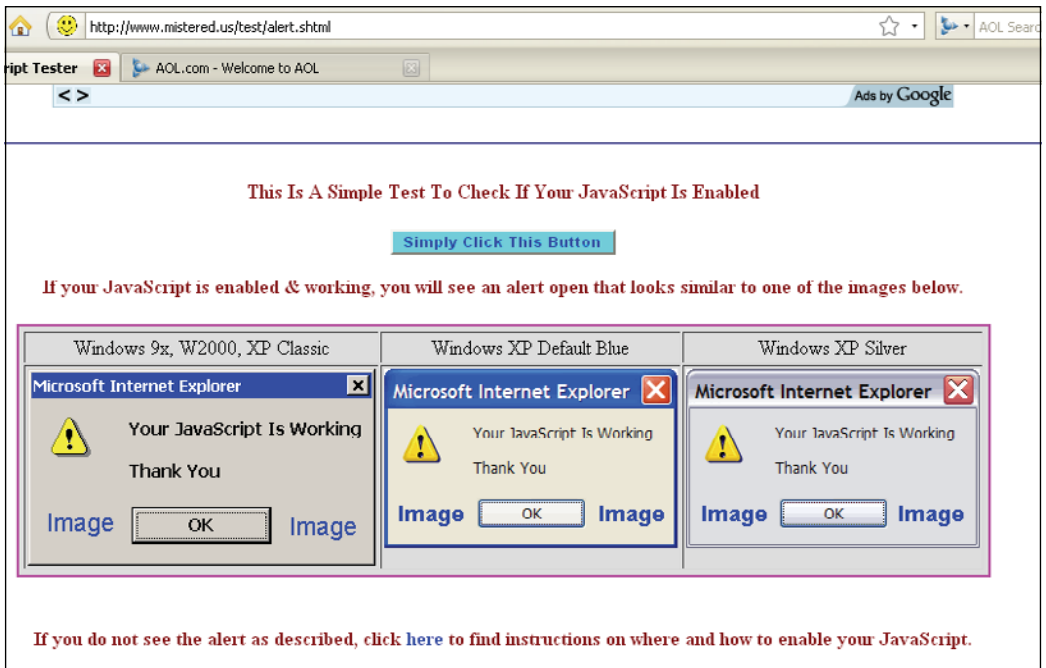 http://www.mistered.us/test/alert.shtml
AOL Searc
ript Tester
AOL.com - Welcome to AOL
< >
Ads by Google
This Is A Simple Test To Check If Your JavaScript Is Enabled
Simply Click This Button
If your JavaScript is enabled & working, you will see an alert open that looks similar to one of the images below.
Windows 9x, W2000, XP Classic
Windows XP Default Blue
Windows XP Silver
Microsoft Internet Explorer
Your JavaScript Is Working
Thank You
Image
OK
Image
Microsoft Internet Explorer
Your JavaScript Is Working
Thank You
Image
OK
Image
Microsoft Internet Explorer
Your JavaScript Is Working
Thank You
Image
OK
Image
If you do not see the alert as described, click here to find instructions on where and how to enable your JavaScript.